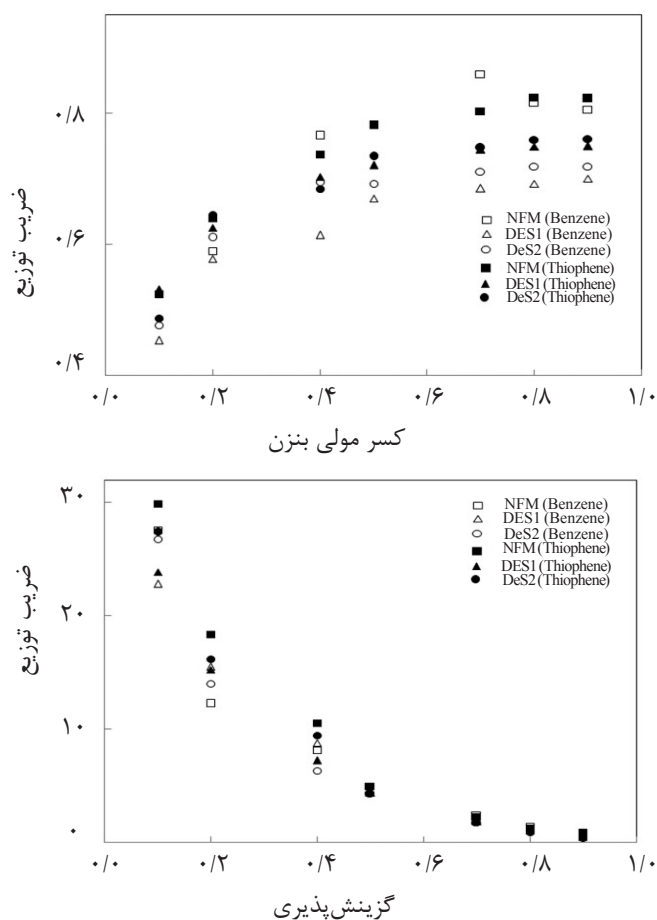 ضریب توزیع
۰/۸
۰/۶
۰/۴
NFM (Benzene)
DES1 (Benzene)
DeS2 (Benzene)
NFM (Thiophene)
DES1 (Thiophene)
DeS2 (Thiophene)
۰/۰ ۰/۲ ۰/۴ ۰/۶ ۰/۸ ۱/۰
کسر مولی بنزن
ضریب توزیع
۳۰
۲۰
۱۰
۰
NFM (Benzene)
DES1 (Benzene)
DeS2 (Benzene)
NFM (Thiophene)
DES1 (Thiophene)
DeS2 (Thiophene)
۰/۰ ۰/۲ ۰/۴ ۰/۶ ۰/۸ ۱/۰
گزینش‌پذیری